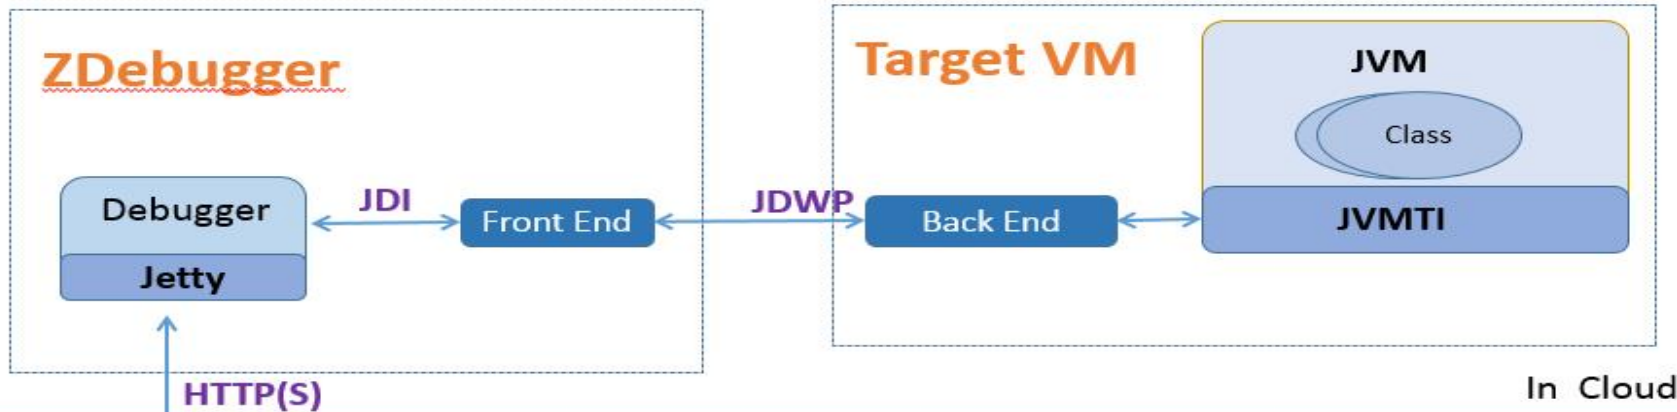 ZDebugger
Debugger
Jetty
JDI
Front End
JDWP
HTTP(S)
Target VM
Back End
JVM
Class
JVMTI
In Cloud